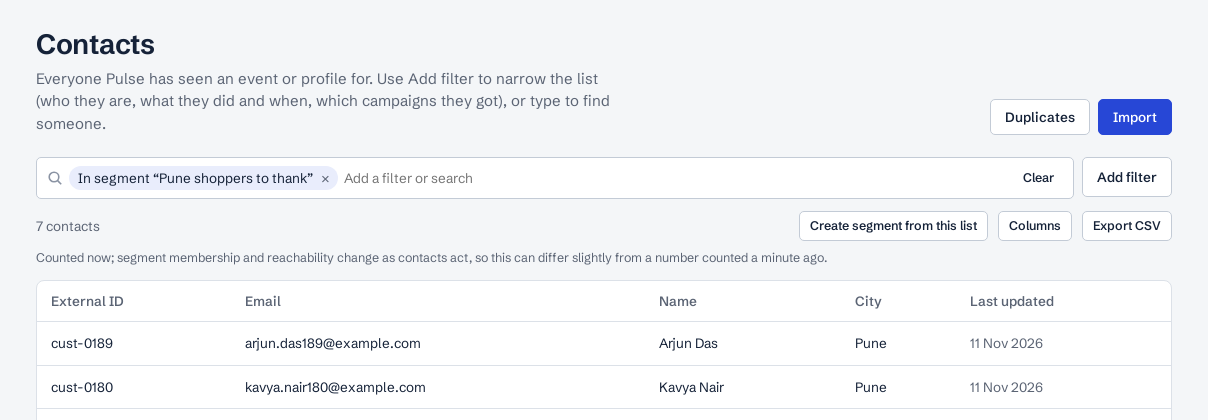 Contacts
Everyone Pulse has seen an event or profile for. Use Add filter to narrow the list
(who they are, what they did and when, which campaigns they got), or type to find
someone.
Duplicates
Import
In segment “Pune shoppers to thank” ×
Add a filter or search
Clear
Add filter
7 contacts
Create segment from this list
Columns
Export CSV
Counted now; segment membership and reachability change as contacts act, so this can differ slightly from a number counted a minute ago.
External ID Email Name City Last updated
cust-0189 arjun.das189@example.com Arjun Das Pune 11 Nov 2026
cust-0180 kavya.nair180@example.com Kavya Nair Pune 11 Nov 2026